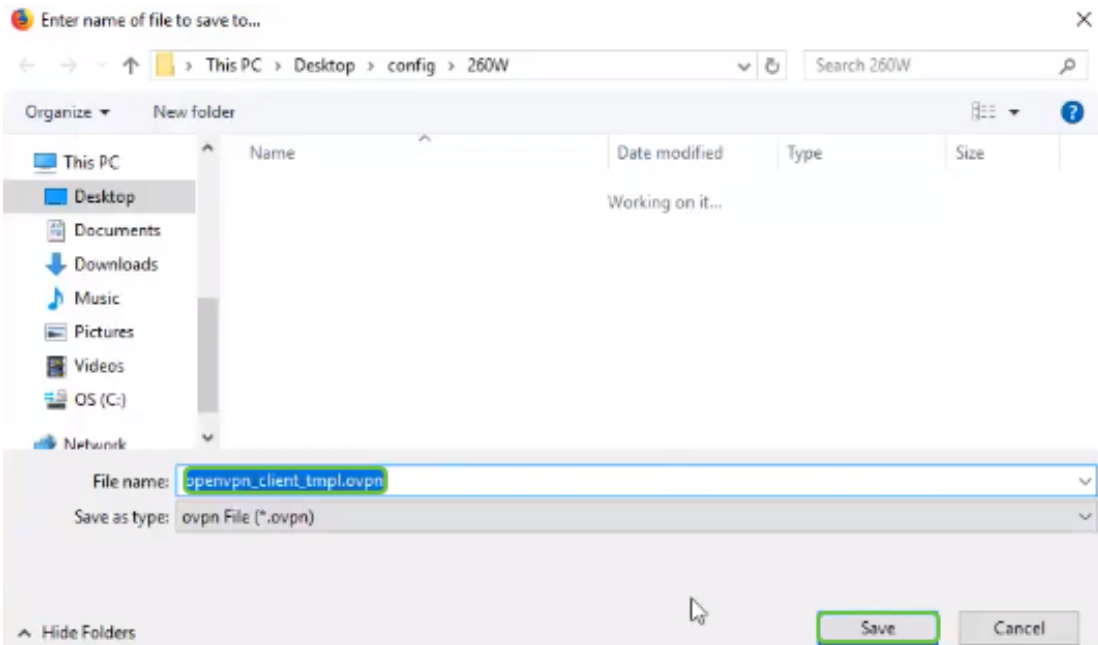 Enter name of file to save to...
This PC > Desktop > config > 260W
Search 260W
Organize
New folder
Name
Date modified
Type
Size
This PC
Desktop
Documents
Downloads
Music
Pictures
Videos
OS (C:)
Network
Working on it...
File name: openvpn_client_tmpl.ovpn
Save as type: ovpn File (*.ovpn)
Hide Folders
Save
Cancel